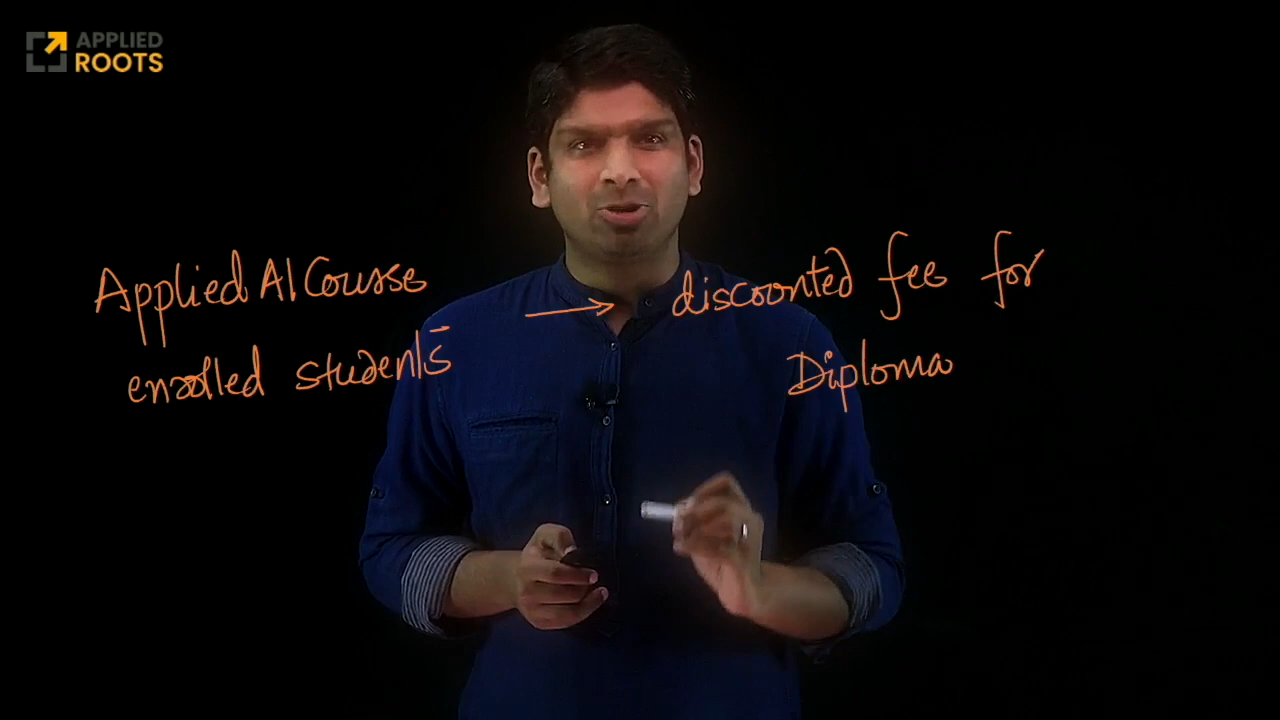 APPLIED
ROOTS
Applied AI Course → discounted fee for
enrolled students Diploma